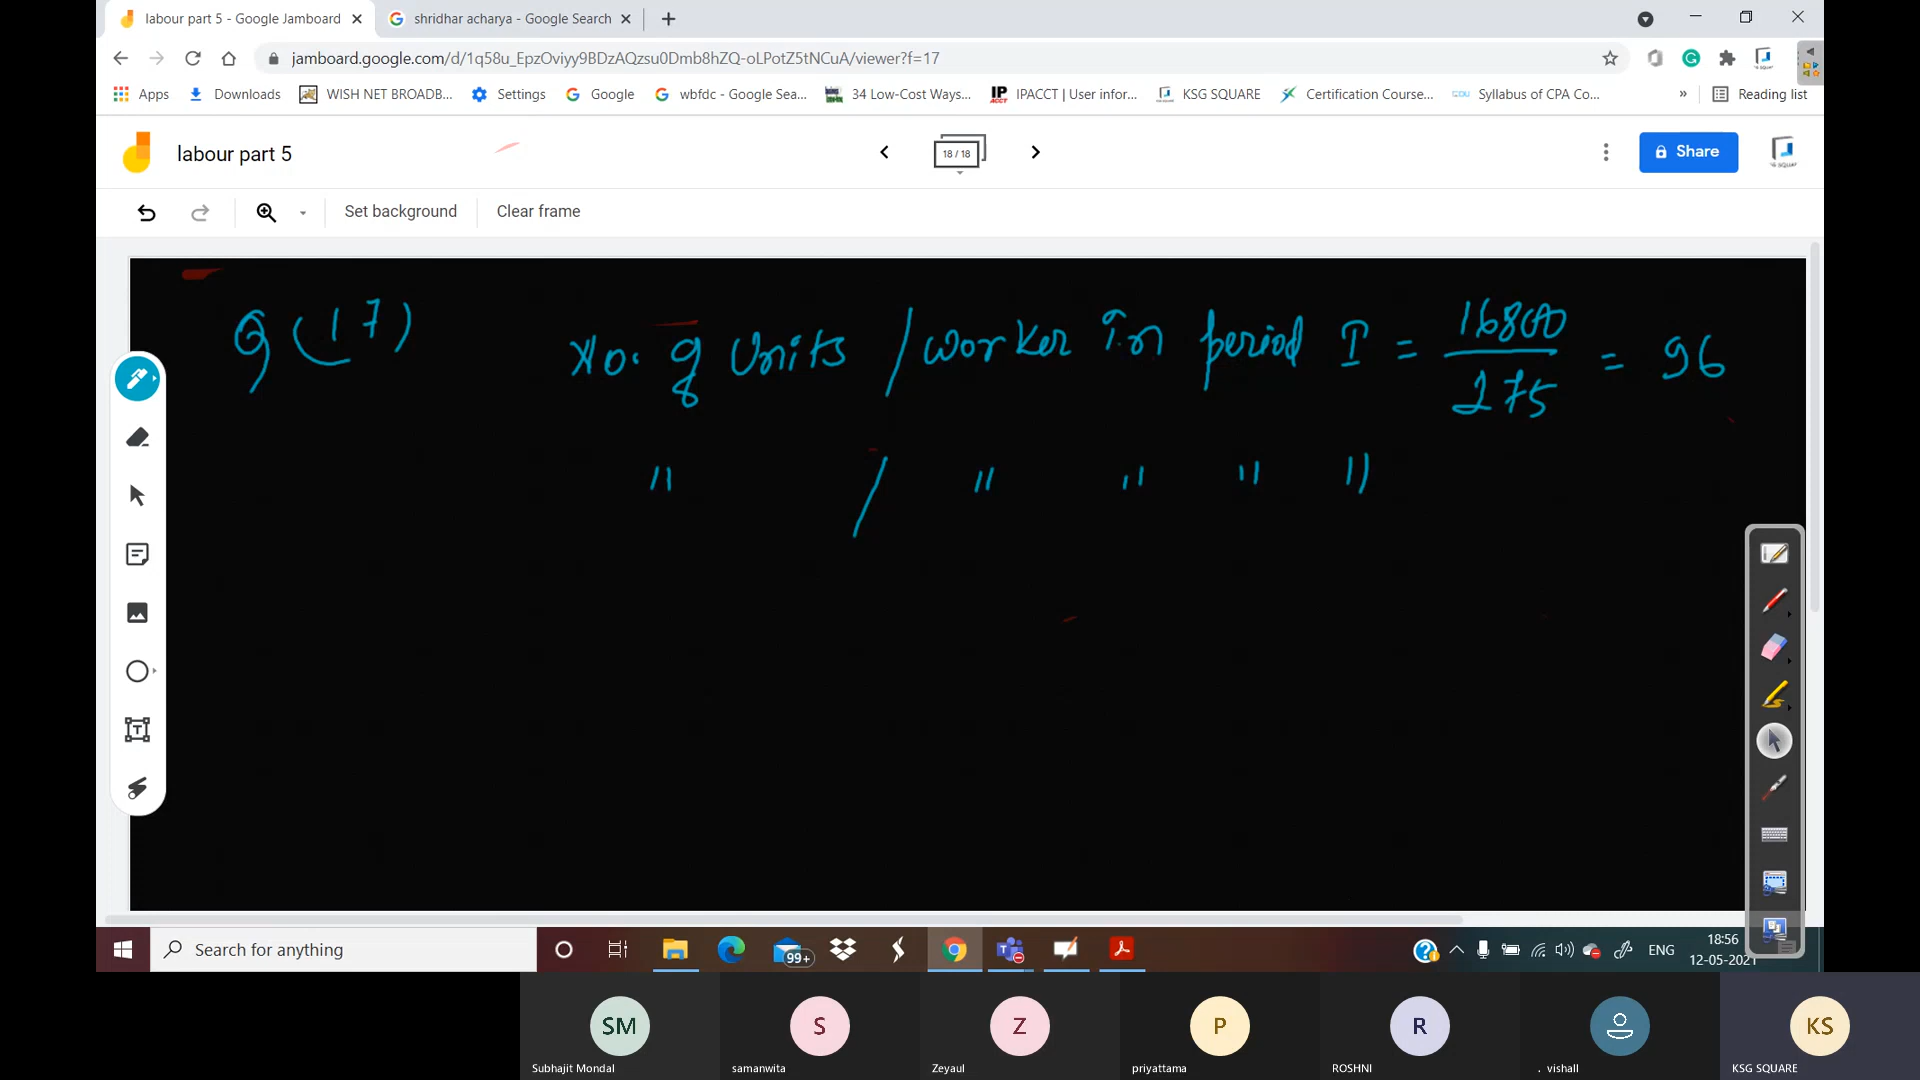 labour part 5 - Google Jamboard
shridhar acharya - Google Search
jamboard.google.com/d/1q58u_EpzOviyy9BDzAQzsu0Dmb8hZQ-oLPotZ5tNCuA/viewer?f=17
Apps Downloads WISH NET BROADB... Settings Google wbfdc - Google Sea... 34 Low-Cost Ways... IPACCT | User infor... KSG SQUARE Certification Course... Syllabus of CPA Co... » Reading list
labour part 5
18 / 18
Share
Set background Clear frame
Q (17) No. of Units / Worker in period I = 16800 / 275 = 96
" / " " " "
Search for anything
99+
ENG
18:56
12-05-2021
SM S Z P R KS
Subhajit Mondal samanwita Zeyaul priyattama ROSHNI . vishall KSG SQUARE